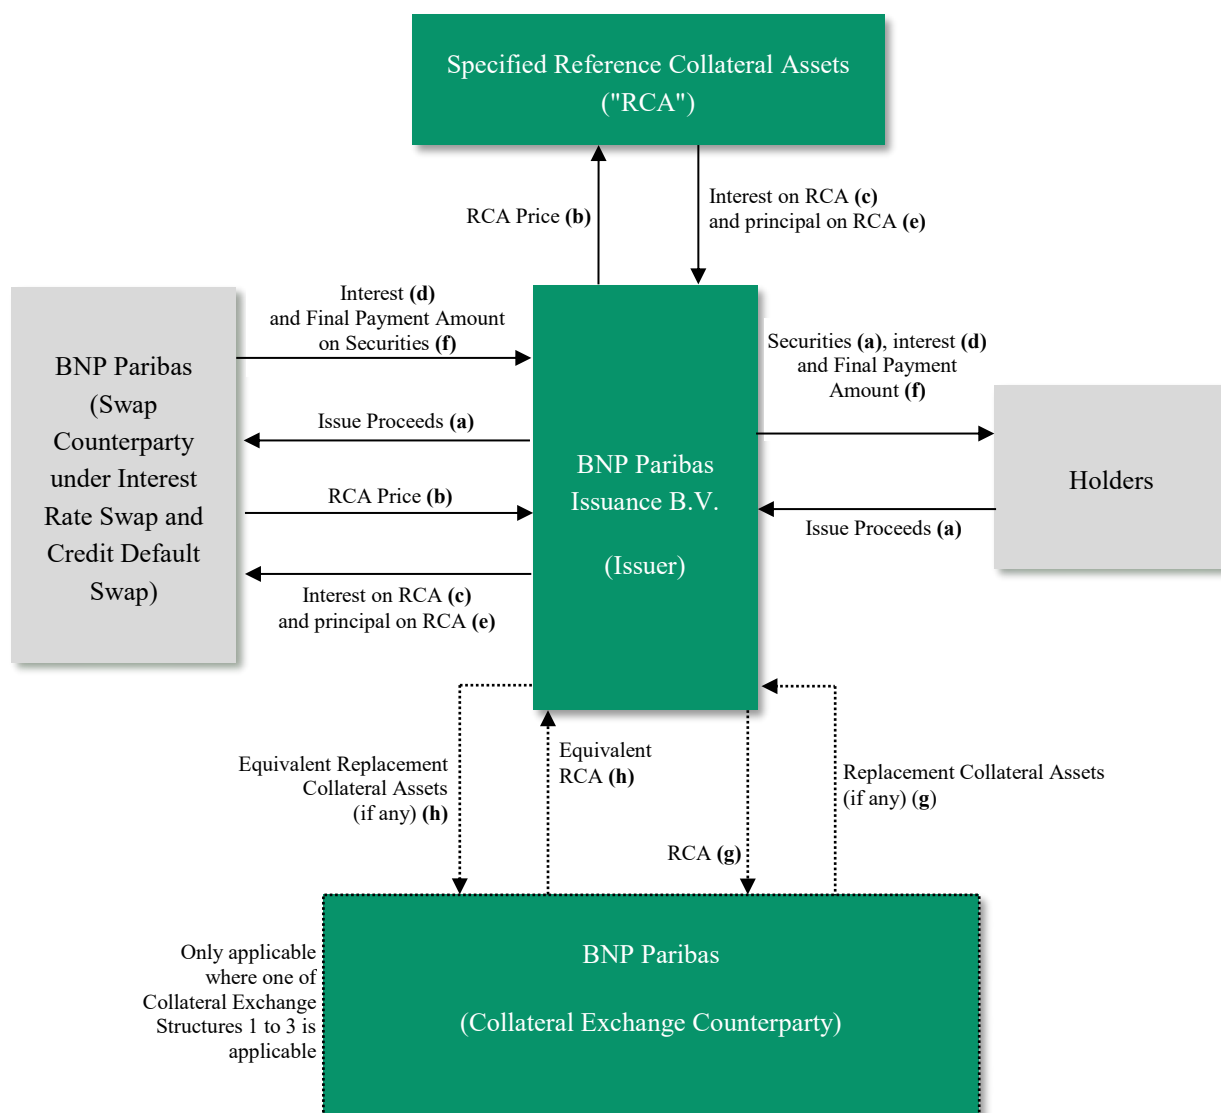 Specified Reference Collateral Assets
("RCA")
RCA Price (b)
Interest on RCA (c)
and principal on RCA (e)
Interest (d)
and Final Payment Amount
on Securities (f)
Issue Proceeds (a)
RCA Price (b)
Interest on RCA (c)
and principal on RCA (e)
BNP Paribas
(Swap
Counterparty
under Interest
Rate Swap and
Credit Default
Swap)
BNP Paribas
Issuance B.V.
(Issuer)
Securities (a), interest (d)
and Final Payment
Amount (f)
Issue Proceeds (a)
Holders
Equivalent Replacement
Collateral Assets
(if any) (h)
Equivalent
RCA (h)
RCA (g)
Replacement Collateral Assets
(if any) (g)
Only applicable
where one of
Collateral Exchange
Structures 1 to 3 is
applicable
BNP Paribas
(Collateral Exchange Counterparty)